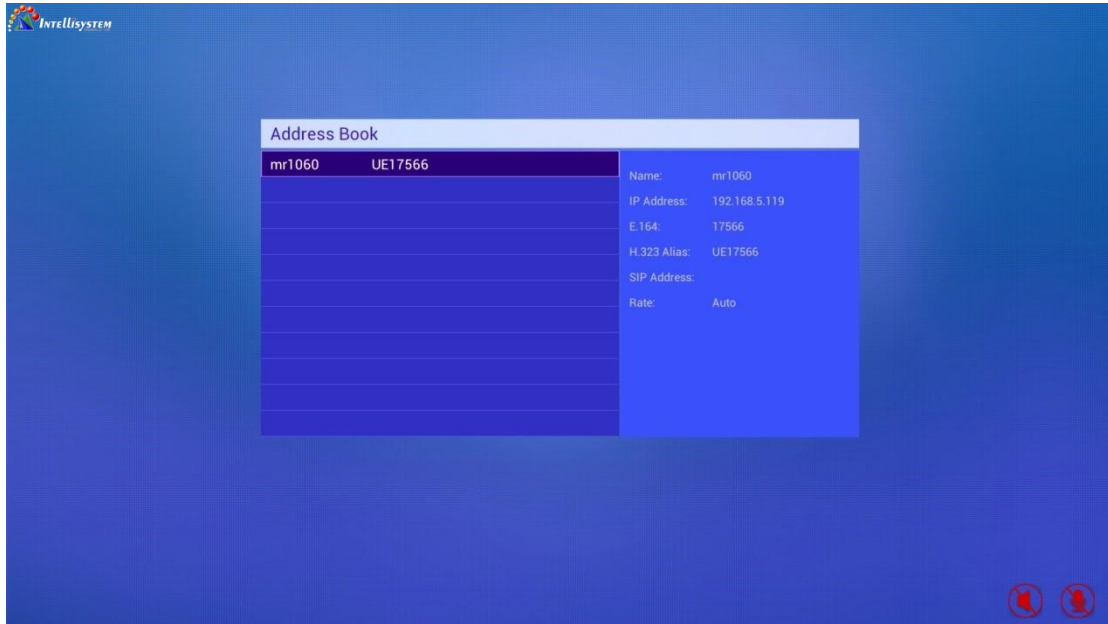 INTELLISYSTEM
Address Book
mr1060 UE17566
Name: mr1060
IP Address: 192.168.5.119
E.164: 17566
H.323 Alias: UE17566
SIP Address:
Rate: Auto